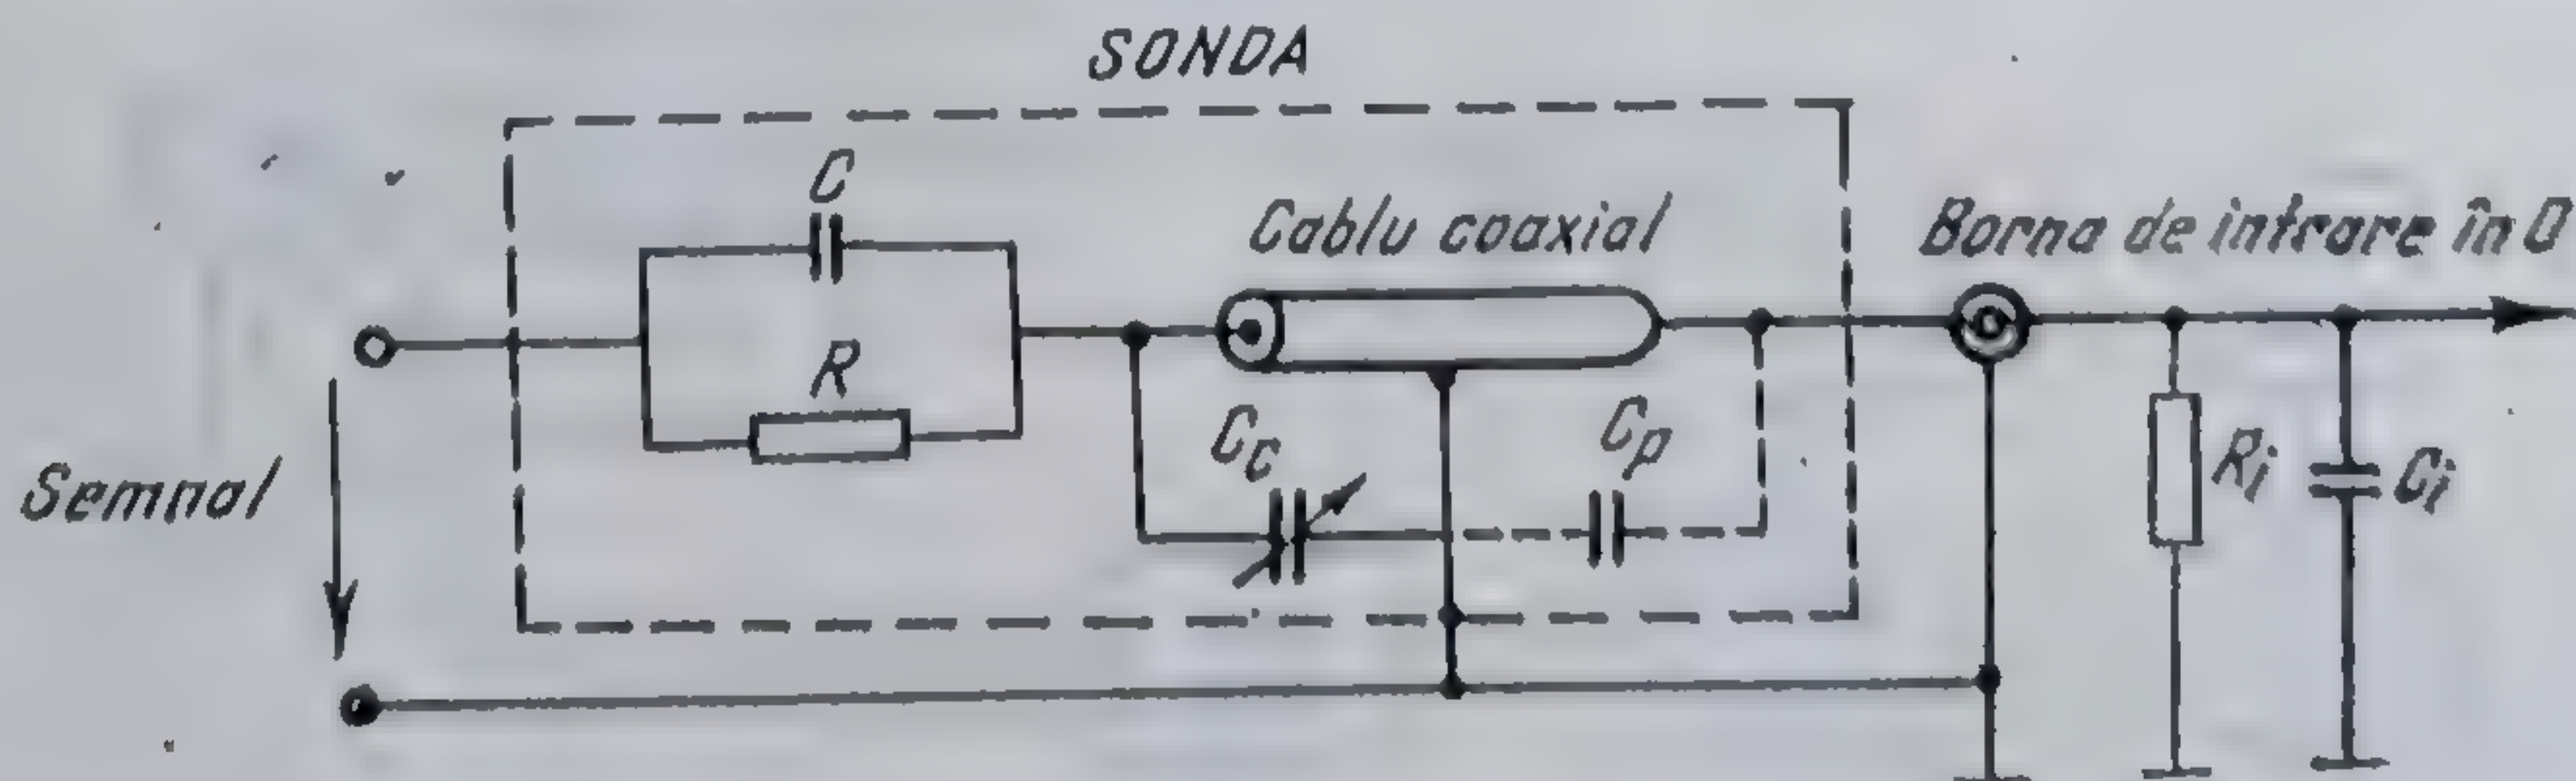 SONDA
C
Cablu coaxial
Borna de intrare în O
R
Semnal
Cc
Cp
Ri
Ci